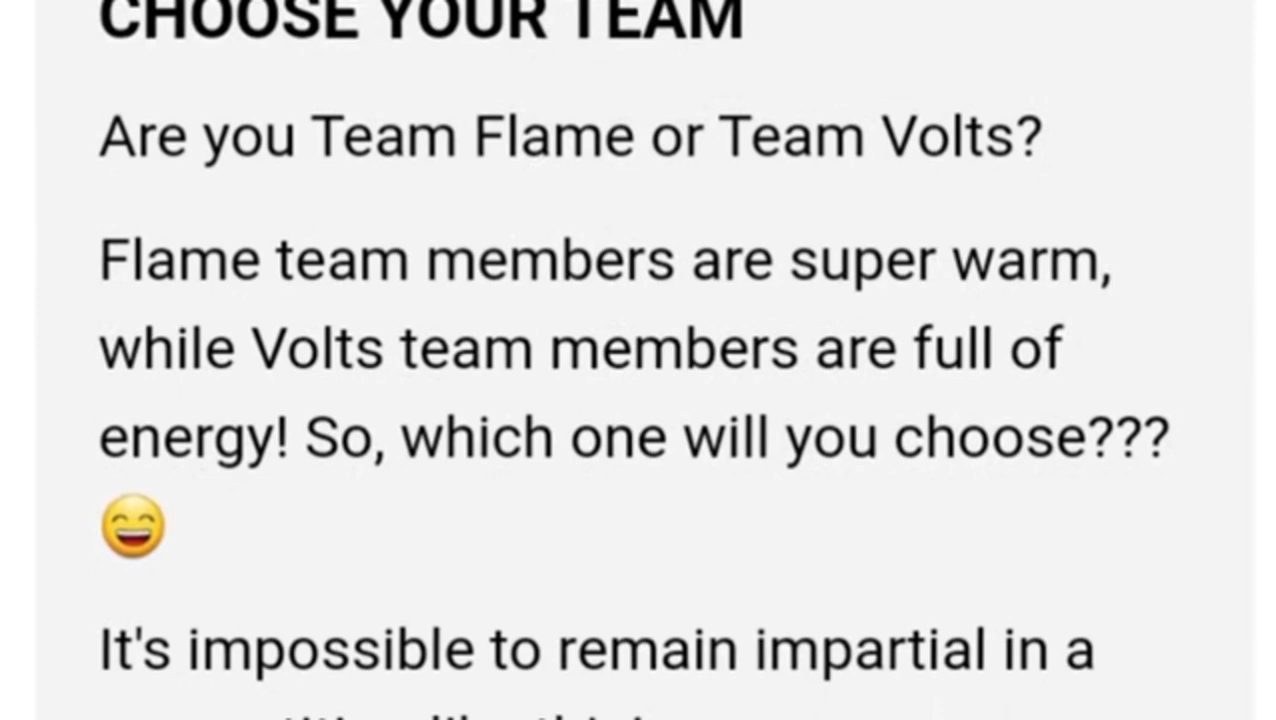 CHOOSE YOUR TEAM
Are you Team Flame or Team Volts?
Flame team members are super warm,
while Volts team members are full of
energy! So, which one will you choose???
😄
It's impossible to remain impartial in a